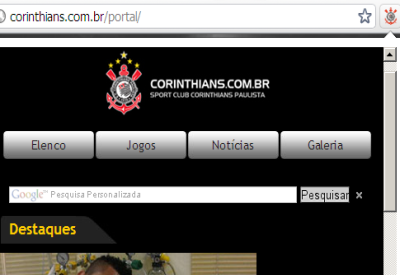 corinthians.com.br/portal/
CORINTHIANS.COM.BR
SPORT CLUB CORINTHIANS PAULISTA
Elenco Jogos Notícias Galeria
Google™ Pesquisa Personalizada Pesquisar ×
Destaques